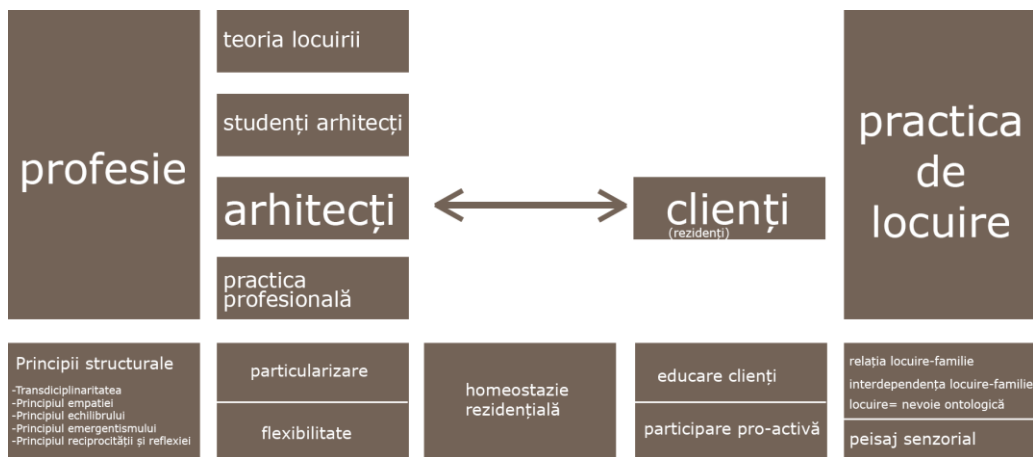 profesie
teoria locuirii
studenți arhitecți
arhitecți
practica
profesională
clienți
(rezidenți)
practica
de
locuire
Principii structurale
-Transdiciplinaritatea
-Principiul empatiei
-Principiul echilibrului
-Principiul emergentismului
-Principiul reciprocității și reflexiei
particularizare
flexibilitate
homeostazie
rezidențială
educare clienți
participare pro-activă
relația locuire-familie
interdependența locuire-familie
locuire= nevoie ontologică
peisaj senzorial